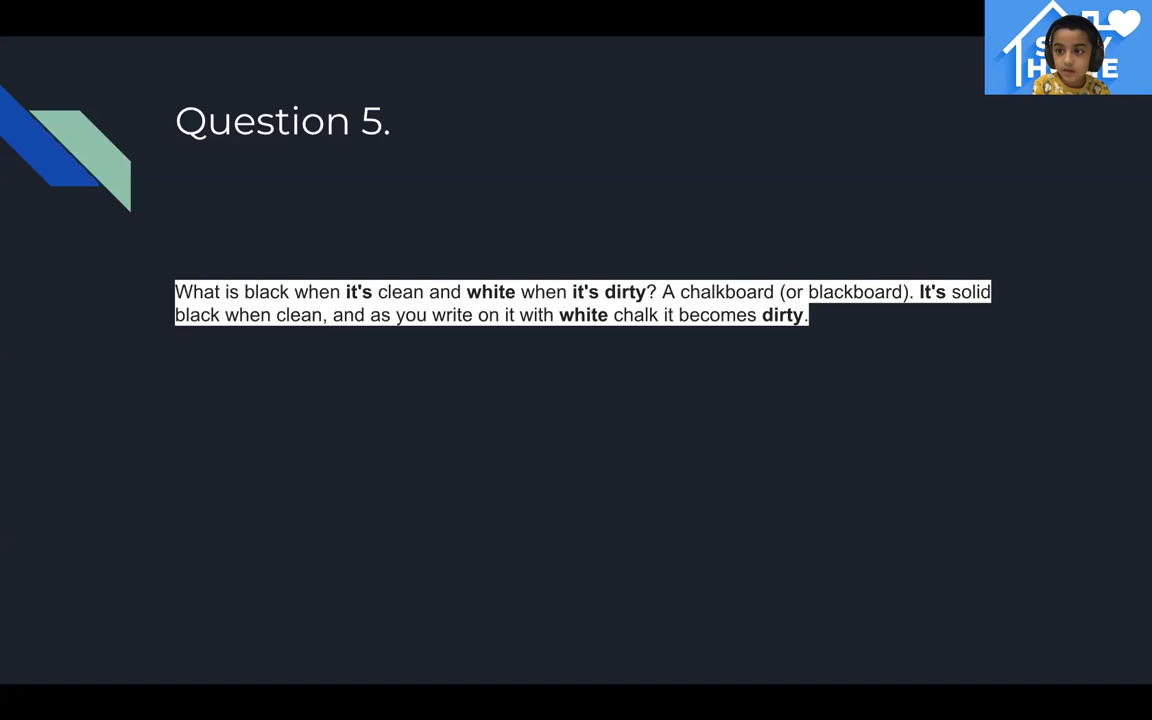 Question 5.
What is black when it's clean and white when it's dirty? A chalkboard (or blackboard). It's solid
black when clean, and as you write on it with white chalk it becomes dirty.